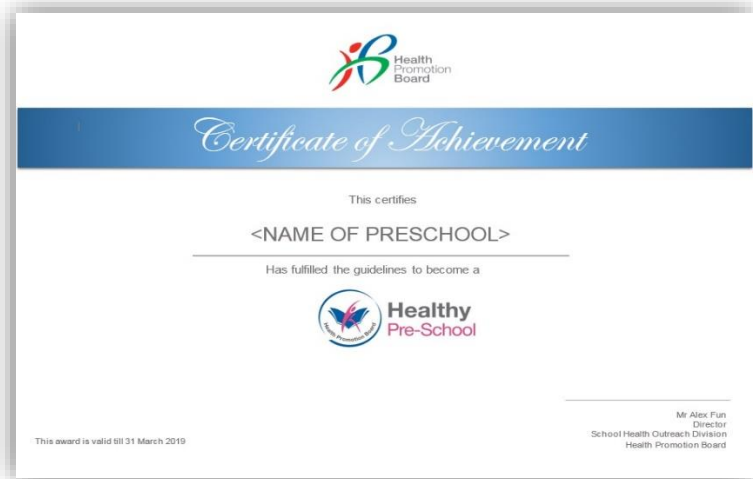 Health
Promotion
Board
Certificate of Achievement
This certifies
<NAME OF PRESCHOOL>
Has fulfilled the guidelines to become a
Health Promotion Board
Healthy
Pre-School
Mr Alex Fun
Director
School Health Outreach Division
Health Promotion Board
This award is valid till 31 March 2019